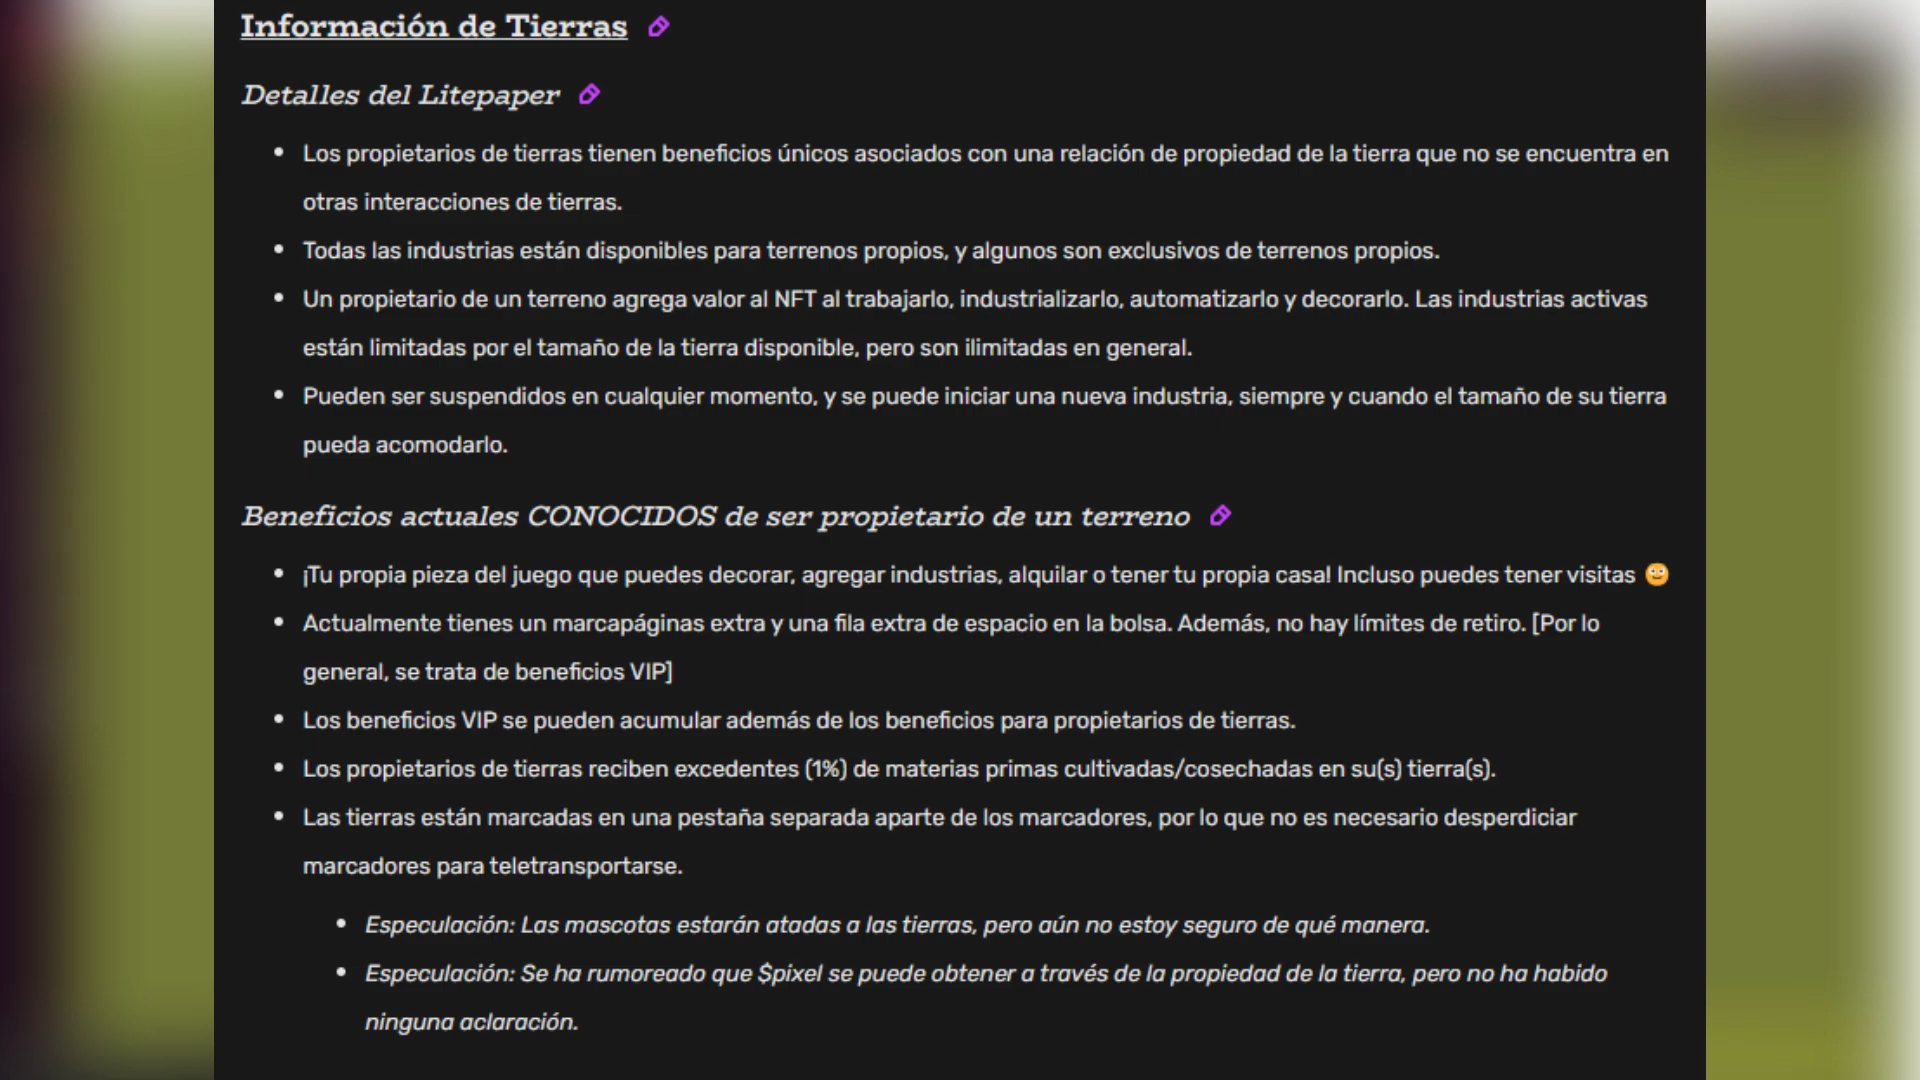 Información de Tierras
Detalles del Litepaper
• Los propietarios de tierras tienen beneficios únicos asociados con una relación de propiedad de la tierra que no se encuentra en
otras interacciones de tierras.
• Todas las industrias están disponibles para terrenos propios, y algunos son exclusivos de terrenos propios.
• Un propietario de un terreno agrega valor al NFT al trabajarlo, industrializarlo, automatizarlo y decorarlo. Las industrias activas
están limitadas por el tamaño de la tierra disponible, pero son ilimitadas en general.
• Pueden ser suspendidos en cualquier momento, y se puede iniciar una nueva industria, siempre y cuando el tamaño de su tierra
pueda acomodarlo.
Beneficios actuales CONOCIDOS de ser propietario de un terreno
• ¡Tu propia pieza del juego que puedes decorar, agregar industrias, alquilar o tener tu propia casa! Incluso puedes tener visitas
• Actualmente tienes un marcapáginas extra y una fila extra de espacio en la bolsa. Además, no hay límites de retiro. [Por lo
general, se trata de beneficios VIP]
• Los beneficios VIP se pueden acumular además de los beneficios para propietarios de tierras.
• Los propietarios de tierras reciben excedentes (1%) de materias primas cultivadas/cosechadas en su(s) tierra(s).
• Las tierras están marcadas en una pestaña separada aparte de los marcadores, por lo que no es necesario desperdiciar
marcadores para teletransportarse.
• Especulación: Las mascotas estarán atadas a las tierras, pero aún no estoy seguro de qué manera.
• Especulación: Se ha rumoreado que $pixel se puede obtener a través de la propiedad de la tierra, pero no ha habido
ninguna aclaración.